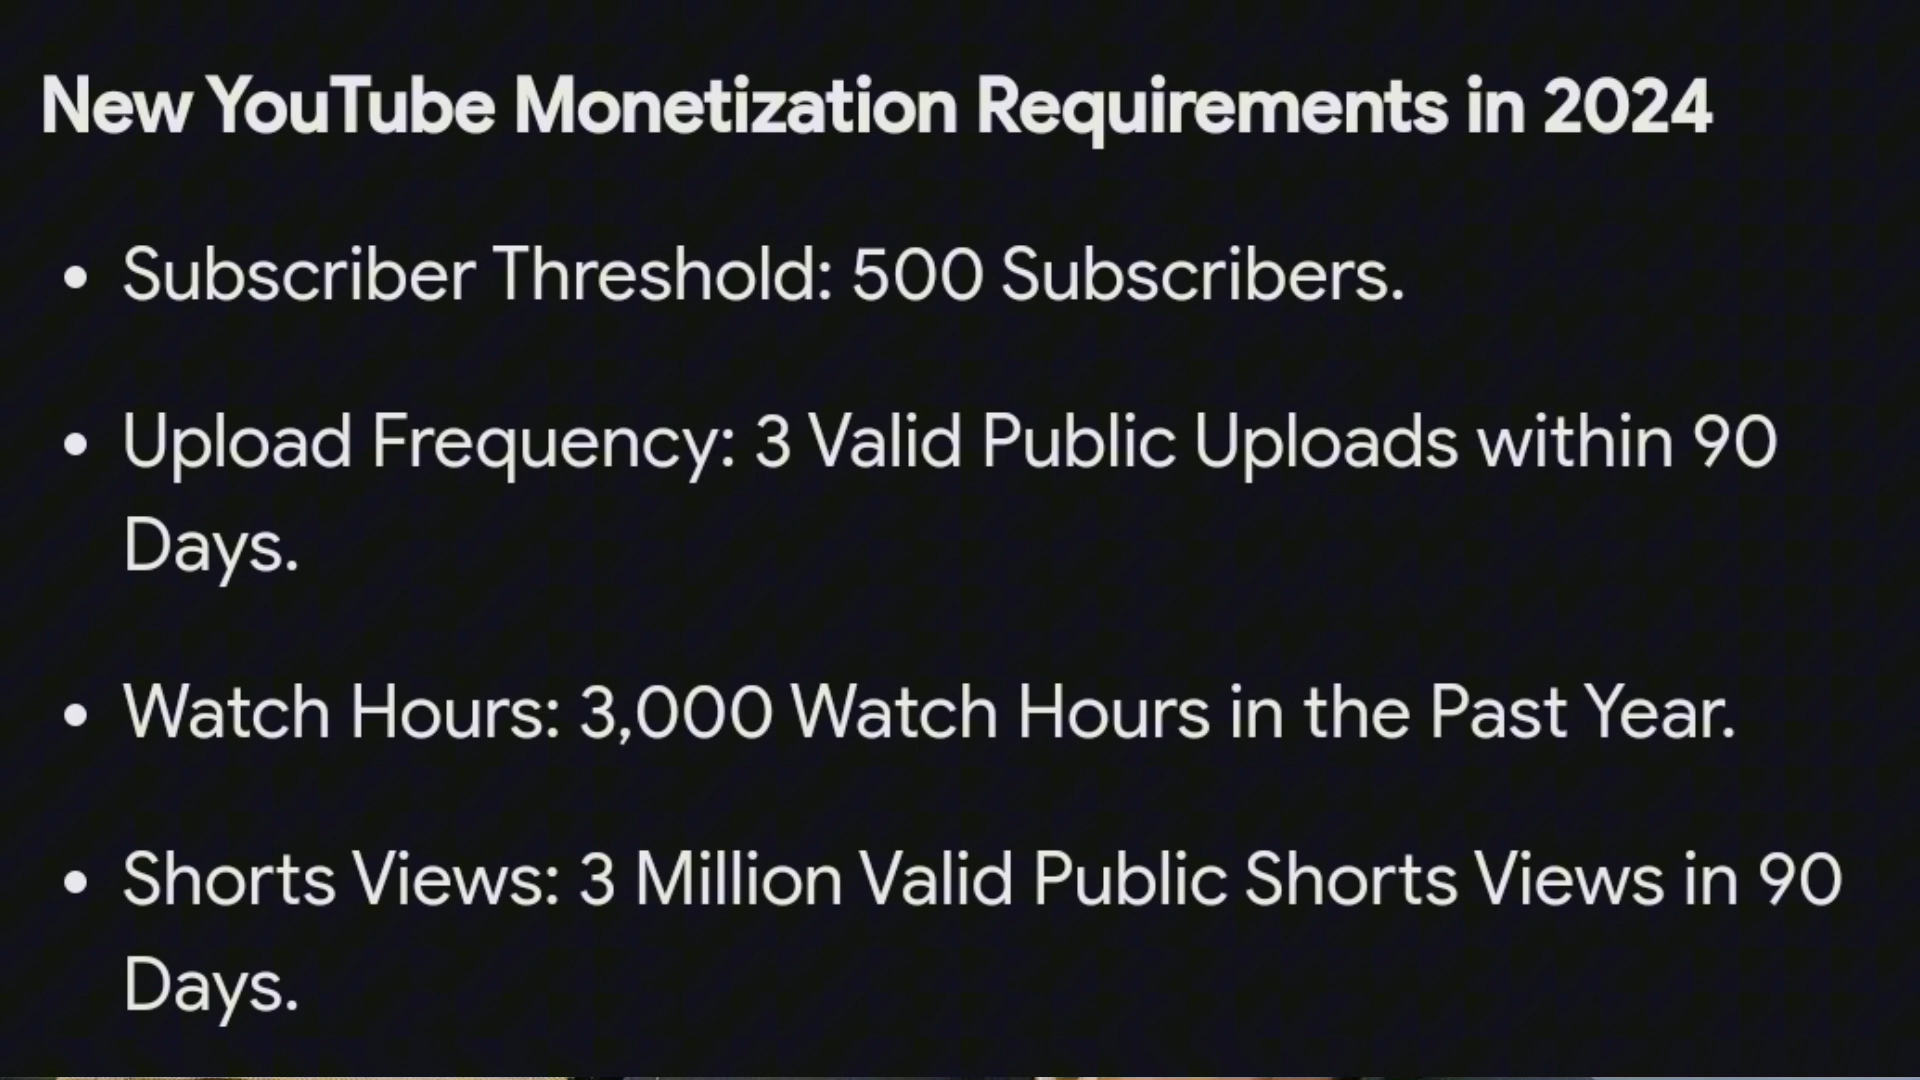 New YouTube Monetization Requirements in 2024
• Subscriber Threshold: 500 Subscribers.
• Upload Frequency: 3 Valid Public Uploads within 90
Days.
• Watch Hours: 3,000 Watch Hours in the Past Year.
• Shorts Views: 3 Million Valid Public Shorts Views in 90
Days.